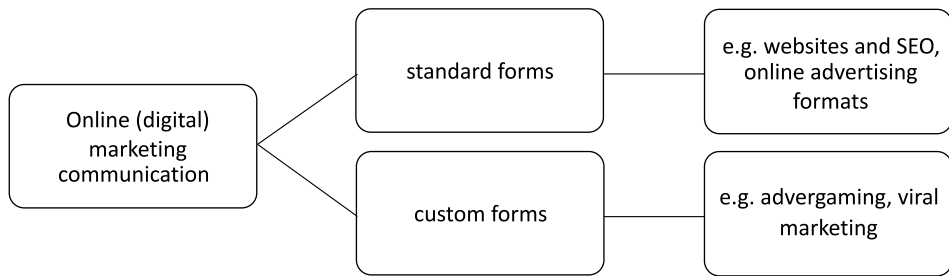 Online (digital)
marketing
communication
standard forms
e.g. websites and SEO,
online advertising
formats
custom forms
e.g. advergaming, viral
marketing